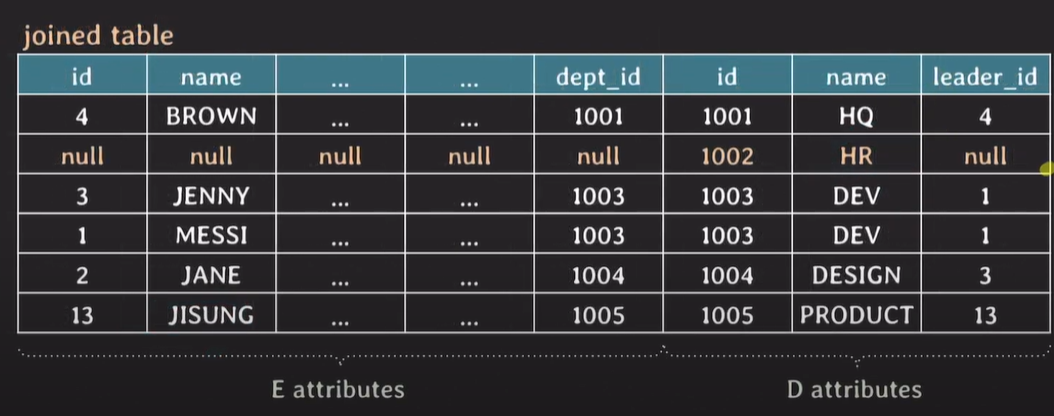 joined table
id name ... ... dept_id id name leader_id
4 BROWN ... ... 1001 1001 HQ 4
null null null null null 1002 HR null
3 JENNY ... ... 1003 1003 DEV 1
1 MESSI ... ... 1003 1003 DEV 1
2 JANE ... ... 1004 1004 DESIGN 3
13 JISUNG ... ... 1005 1005 PRODUCT 13
E attributes D attributes